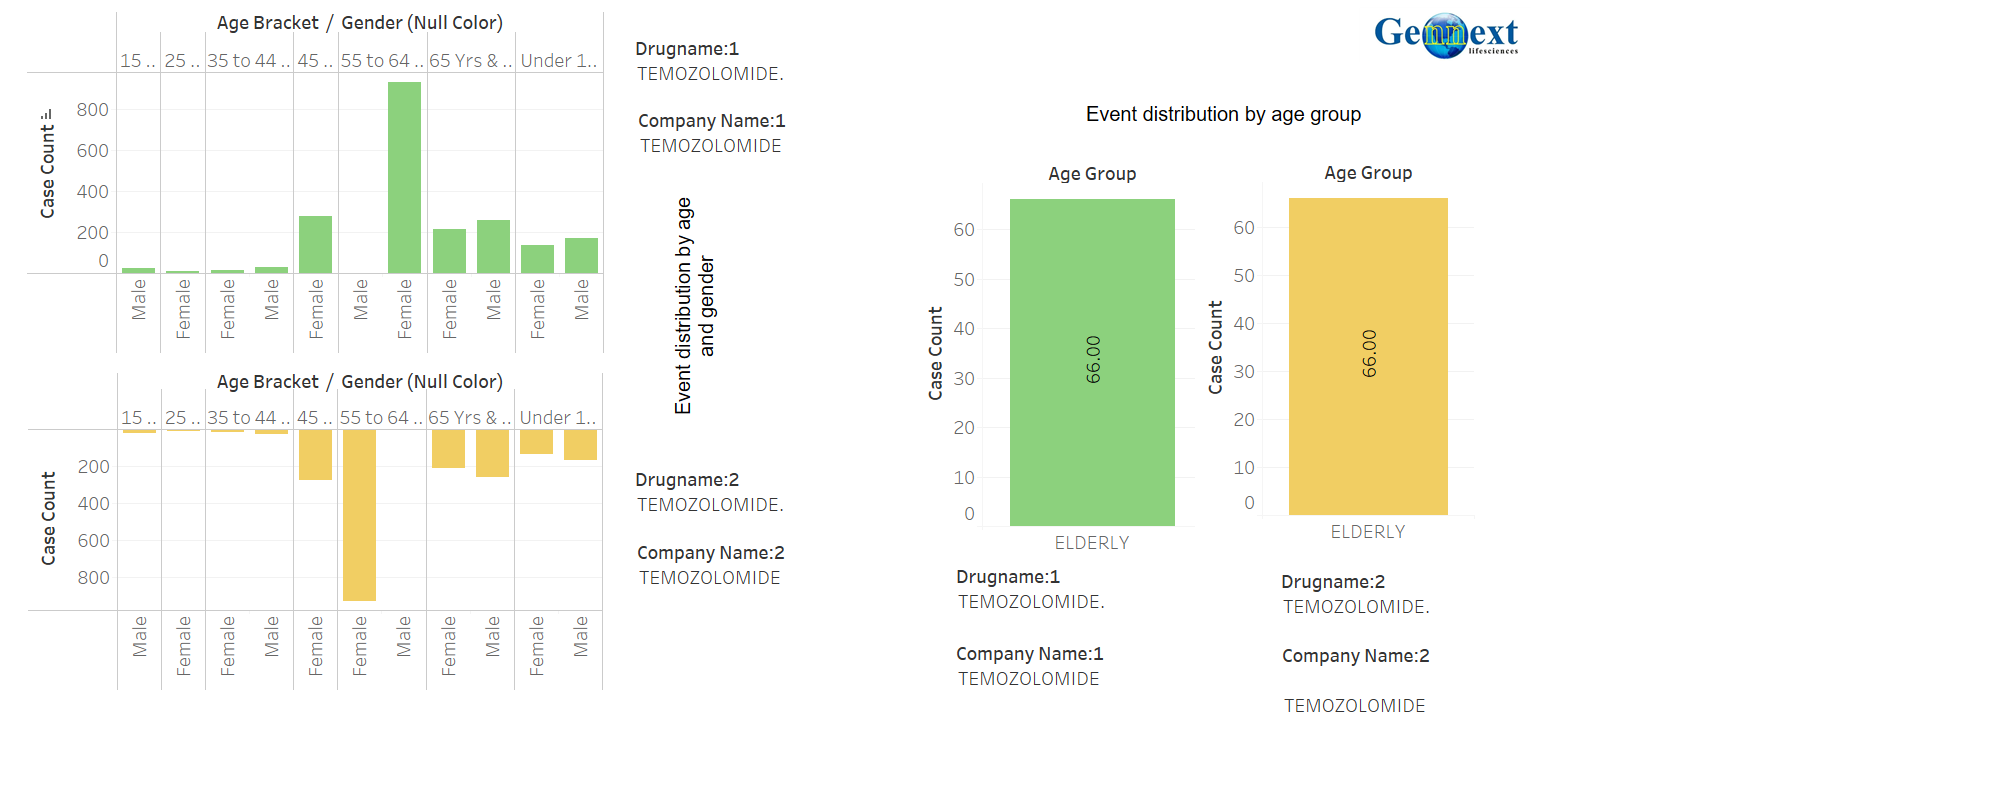 Age Bracket / Gender (Null Color)
15 .. 25 .. 35 to 44 .. 45 .. 55 to 64 .. 65 Yrs & .. Under 1..
Case Count
800
600
400
200
0
Male Female Female Male Female Male Female Female Male Female Male
Drugname:1
TEMOZOLOMIDE.
Company Name:1
TEMOZOLOMIDE
Event distribution by age
and gender
Age Bracket / Gender (Null Color)
15 .. 25 .. 35 to 44 .. 45 .. 55 to 64 .. 65 Yrs & .. Under 1..
Case Count
200
400
600
800
Male Female Female Male Female Female Male Female Male Female Male
Drugname:2
TEMOZOLOMIDE.
Company Name:2
TEMOZOLOMIDE
Gennext
lifesciences
Event distribution by age group
Age Group
Case Count
60
50
40
30
20
10
0
66.00
ELDERLY
Drugname:1
TEMOZOLOMIDE.
Company Name:1
TEMOZOLOMIDE
Age Group
Case Count
60
50
40
30
20
10
0
66.00
ELDERLY
Drugname:2
TEMOZOLOMIDE.
Company Name:2
TEMOZOLOMIDE